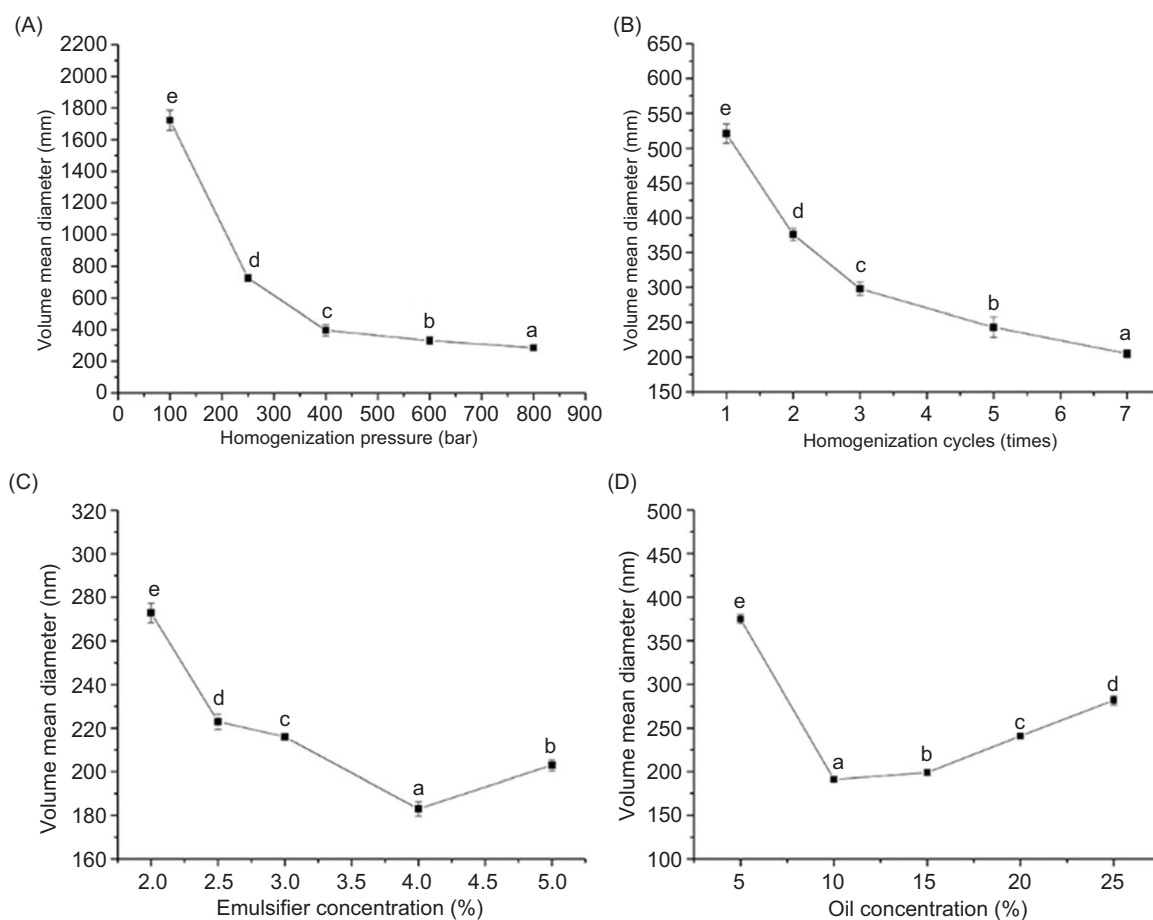 (A)
2200
2000
1800
1600
1400
1200
1000
800
600
400
200
0
Volume mean diameter (mm)
e
d
c
b
a
0 100 200 300 400 500 600 700 800 900
Homogenization pressure (bar)
(B)
650
600
550
500
450
400
350
300
250
200
150
Volume mean diameter (mm)
e
d
c
b
a
1 2 3 4 5 6 7
Homogenization cycles (times)
(C)
320
300
280
260
240
220
200
180
160
Volume mean diameter (nm)
e
d
c
a
b
2.0 2.5 3.0 3.5 4.0 4.5 5.0
Emulsifier concentration (%)
(D)
500
450
400
350
300
250
200
150
100
Volume mean diameter (nm)
e
a
b
c
d
5 10 15 20 25
Oil concentration (%)